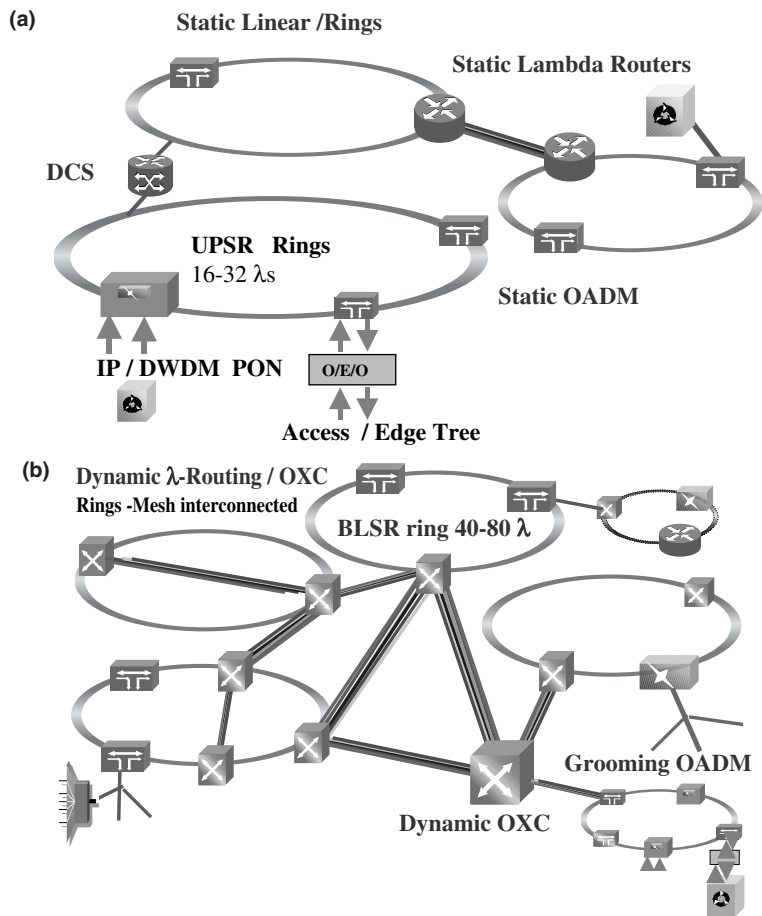 (a)
Static Linear /Rings
Static Lambda Routers
DCS
UPSR Rings
16-32 λs
Static OADM
IP / DWDM PON
O/E/O
Access / Edge Tree
(b)
Dynamic λ-Routing / OXC
Rings -Mesh interconnected
BLSR ring 40-80 λ
Grooming OADM
Dynamic OXC